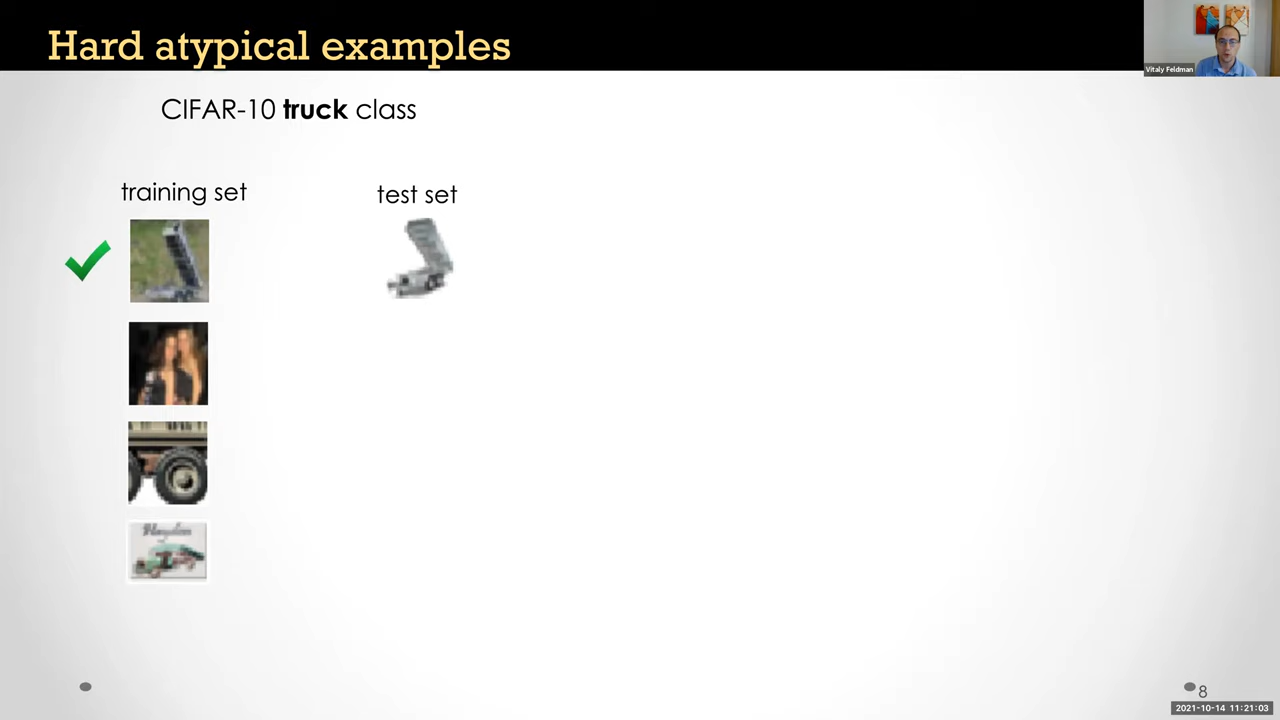 Hard atypical examples
Vitaly Feldman
CIFAR-10 truck class
training set
test set
8
2021-10-14 11:21:03